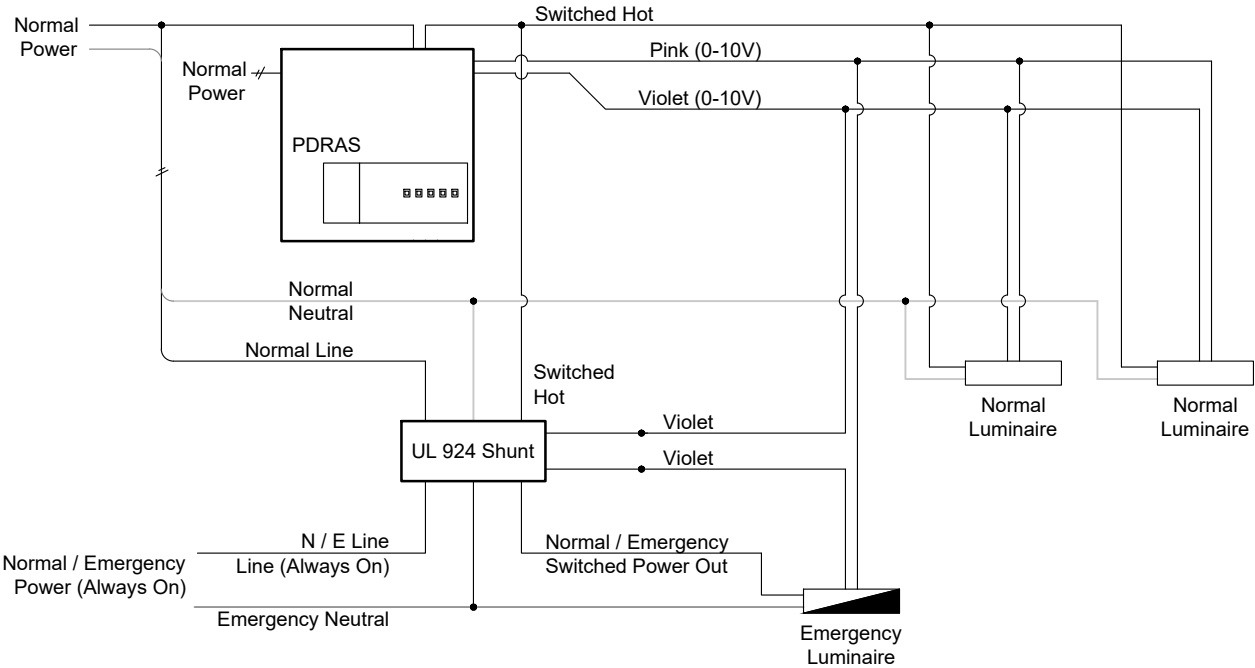 Switched Hot
Normal
Power
Pink (0-10V)
Normal
Power
Violet (0-10V)
PDRAS
Normal
Neutral
Normal Line
Switched
Hot
Normal
Luminaire
Normal
Luminaire
Violet
UL 924 Shunt
Violet
N / E Line
Line (Always On)
Normal / Emergency
Switched Power Out
Normal / Emergency
Power (Always On)
Emergency Neutral
Emergency
Luminaire